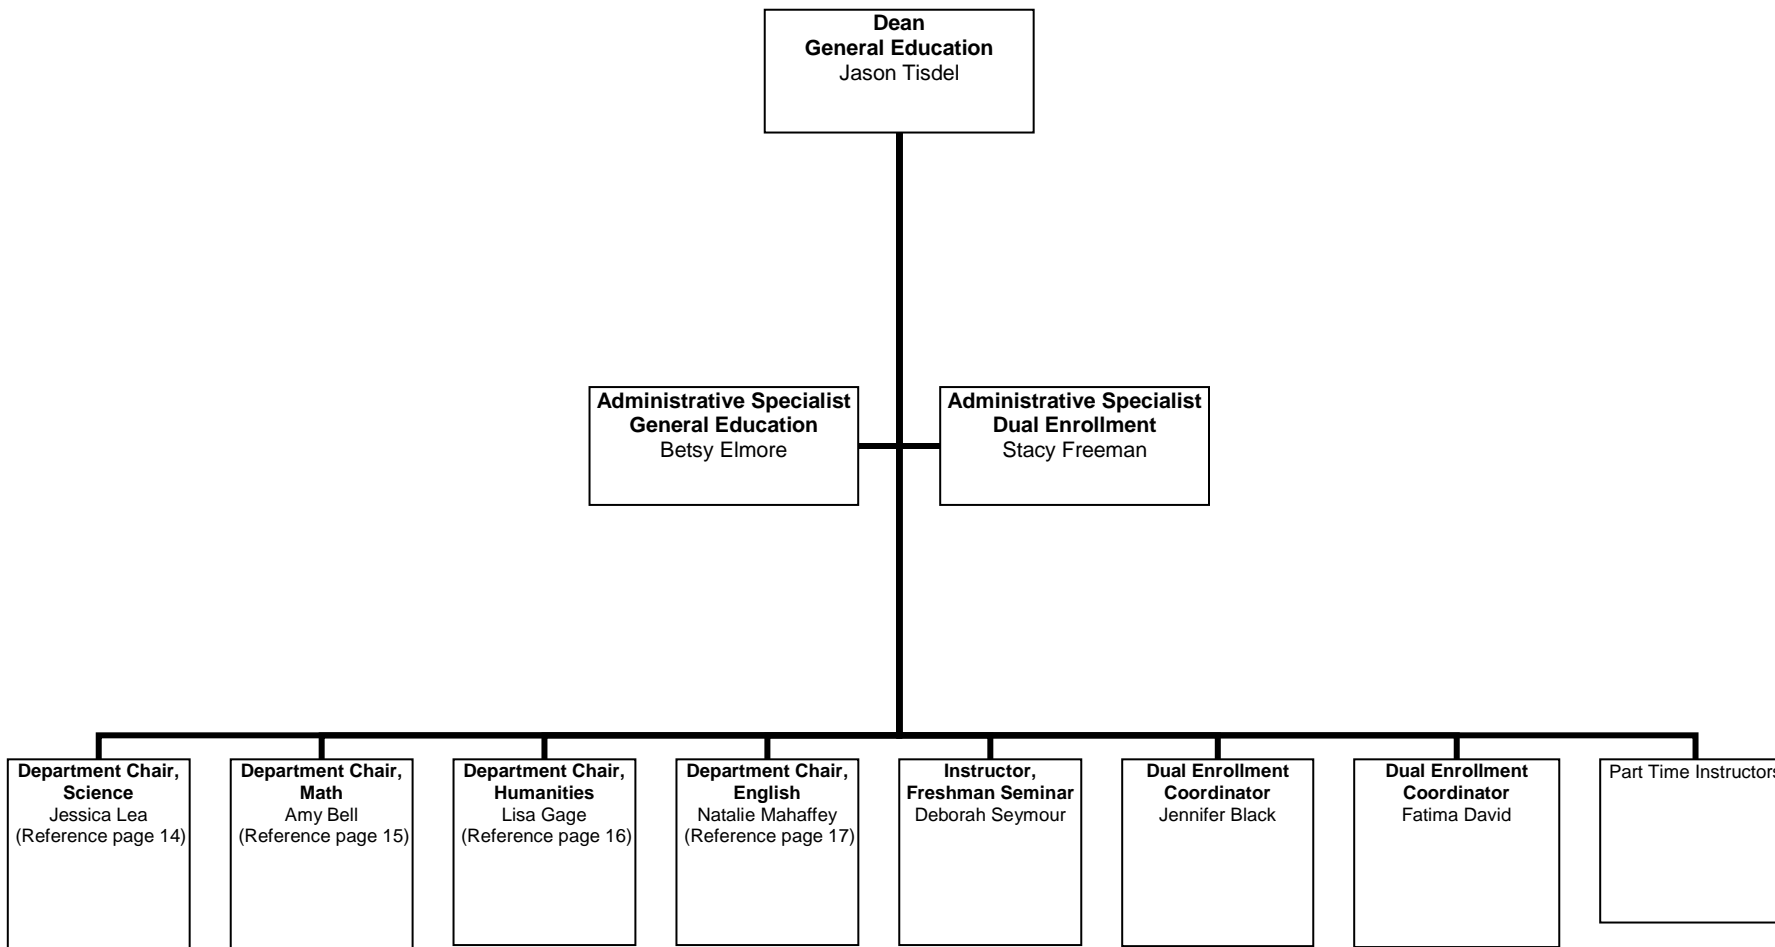 Dean
General Education
Jason Tisdel
Administrative Specialist
General Education
Betsy Elmore
Administrative Specialist
Dual Enrollment
Stacy Freeman
Department Chair,
Science
Jessica Lea
(Reference page 14)
Department Chair,
Math
Amy Bell
(Reference page 15)
Department Chair,
Humanities
Lisa Gage
(Reference page 16)
Department Chair,
English
Natalie Mahaffey
(Reference page 17)
Instructor,
Freshman Seminar
Deborah Seymour
Dual Enrollment
Coordinator
Jennifer Black
Dual Enrollment
Coordinator
Fatima David
Part Time Instructors